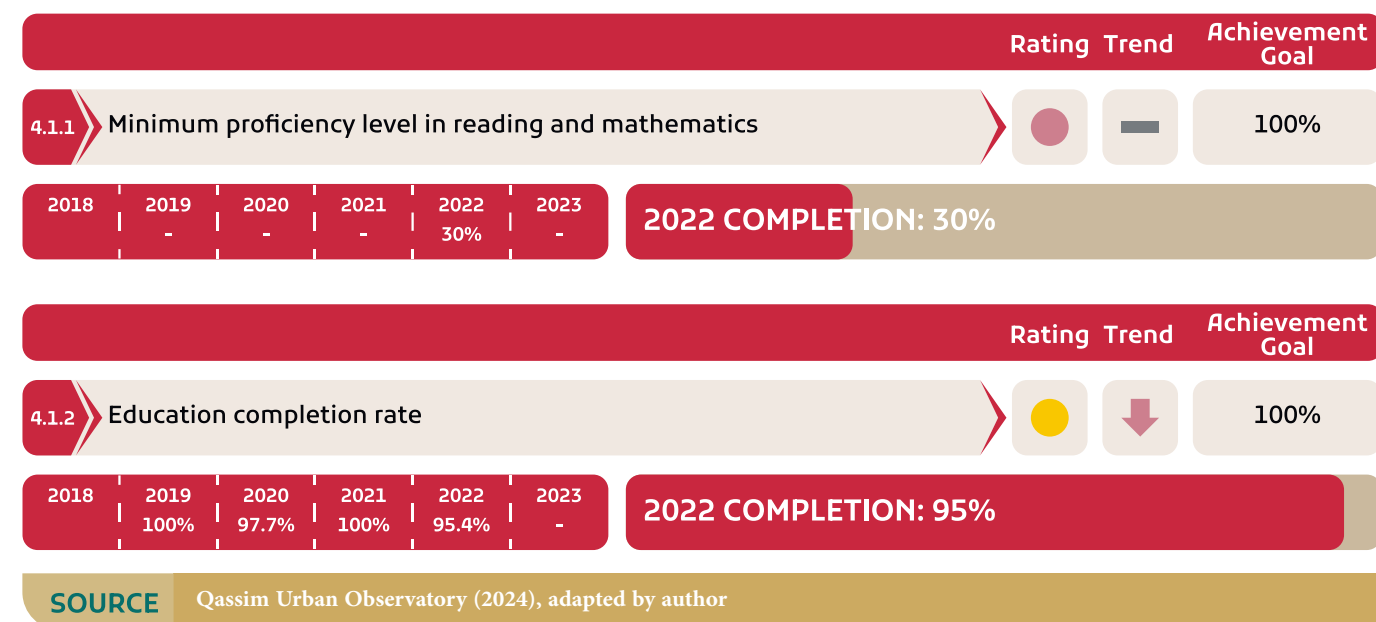 Rating Trend Achievement Goal
4.1.1 Minimum proficiency level in reading and mathematics 100%
2018 2019 2020 2021 2022 2023
- - - 30% -
2022 COMPLETION: 30%
Rating Trend Achievement Goal
4.1.2 Education completion rate 100%
2018 2019 2020 2021 2022 2023
100% 97.7% 100% 95.4% -
2022 COMPLETION: 95%
SOURCE Qassim Urban Observatory (2024), adapted by author